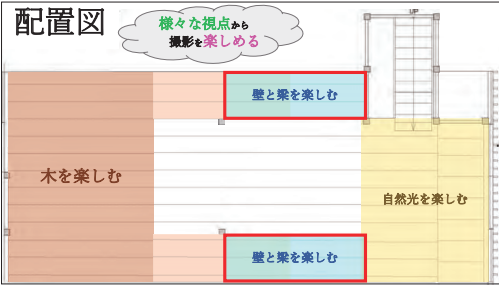 配置図
様々な視点から
撮影を楽しめる
壁と梁を楽しむ
木を楽しむ
自然光を楽しむ
壁と梁を楽しむ